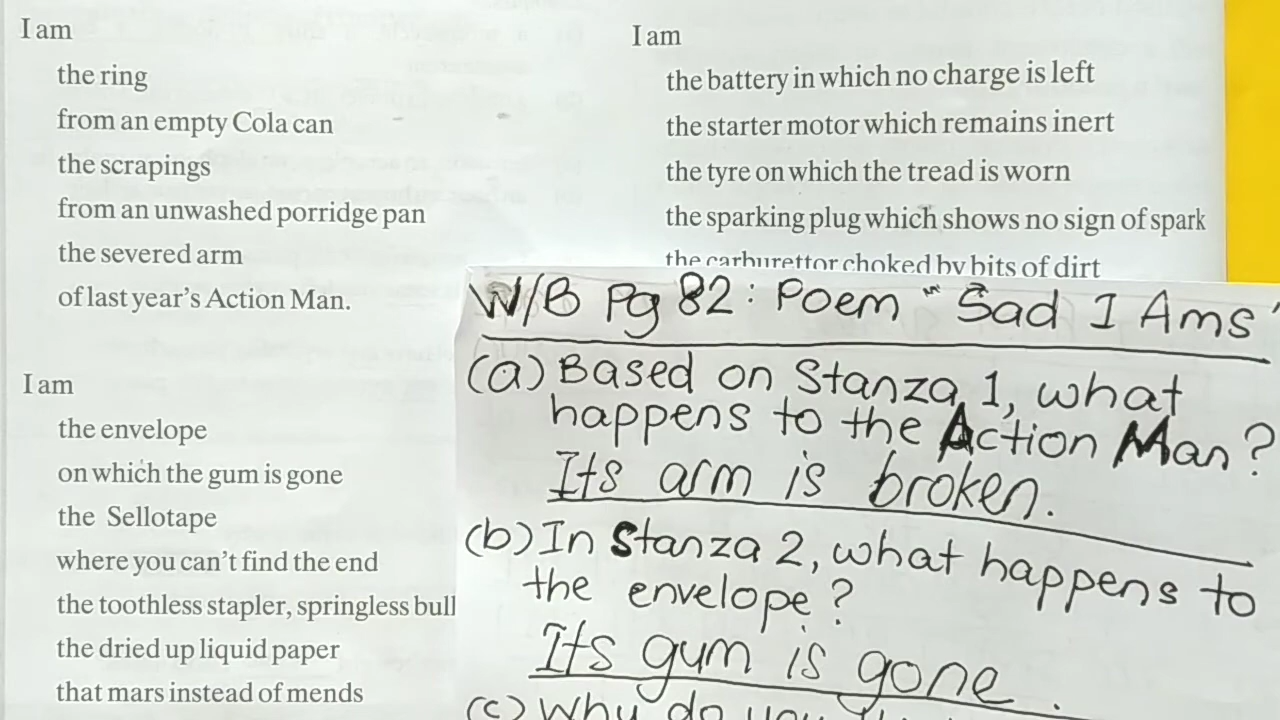 I am
the ring
from an empty Cola can
the scrapings
from an unwashed porridge pan
the severed arm
of last year's Action Man.
I am
the envelope
on which the gum is gone
the Sellotape
where you can't find the end
the toothless stapler, springless bull
the dried up liquid paper
that mars instead of mends
I am
the battery in which no charge is left
the starter motor which remains inert
the tyre on which the tread is worn
the sparking plug which shows no sign of spark
the carburettor choked by bits of dirt
W/B Pg 82: Poem "Sad I Ams"
(a) Based on Stanza 1, what
happens to the Action Man?
Its arm is broken.
(b) In Stanza 2, what happens to
the envelope?
Its gum is gone.
(c) Why do you